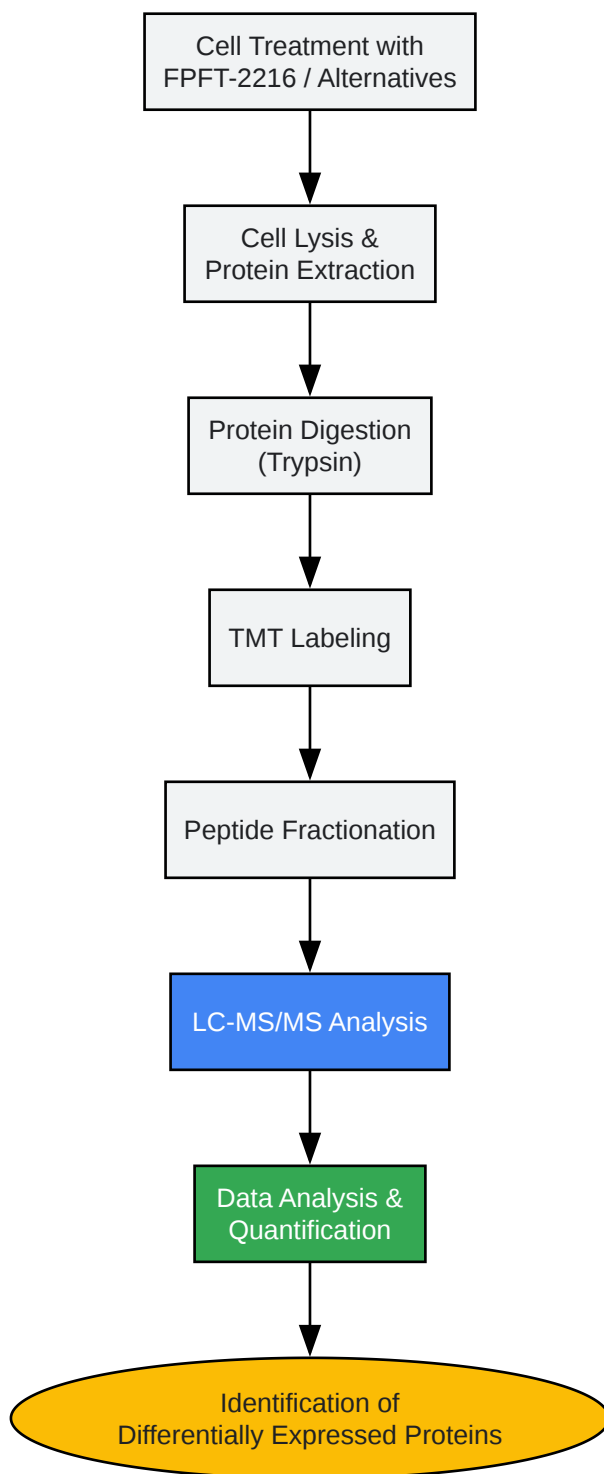 Cell Treatment with
FPFT-2216 / Alternatives
Cell Lysis &
Protein Extraction
Protein Digestion
(Trypsin)
TMT Labeling
Peptide Fractionation
LC-MS/MS Analysis
Data Analysis &
Quantification
Identification of
Differentially Expressed Proteins